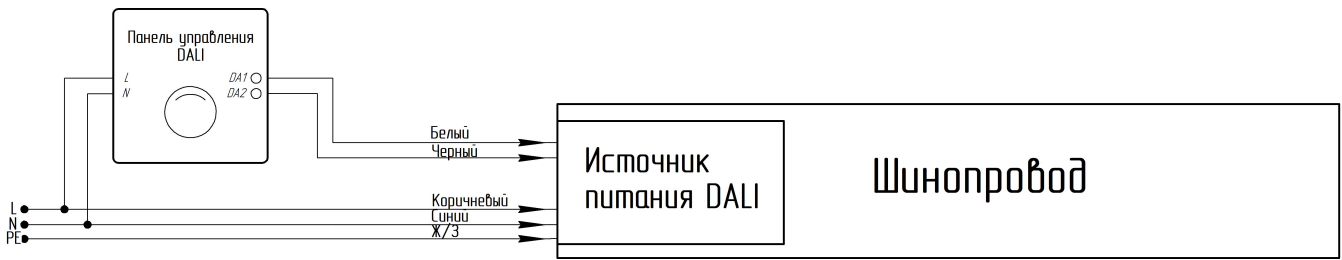 Панель управления
DALI
L
DA1
N
DA2
Белый
Черный
Источник
питания DALI
Шинопровод
Коричневый
L
Синий
N
Ж/З
PE